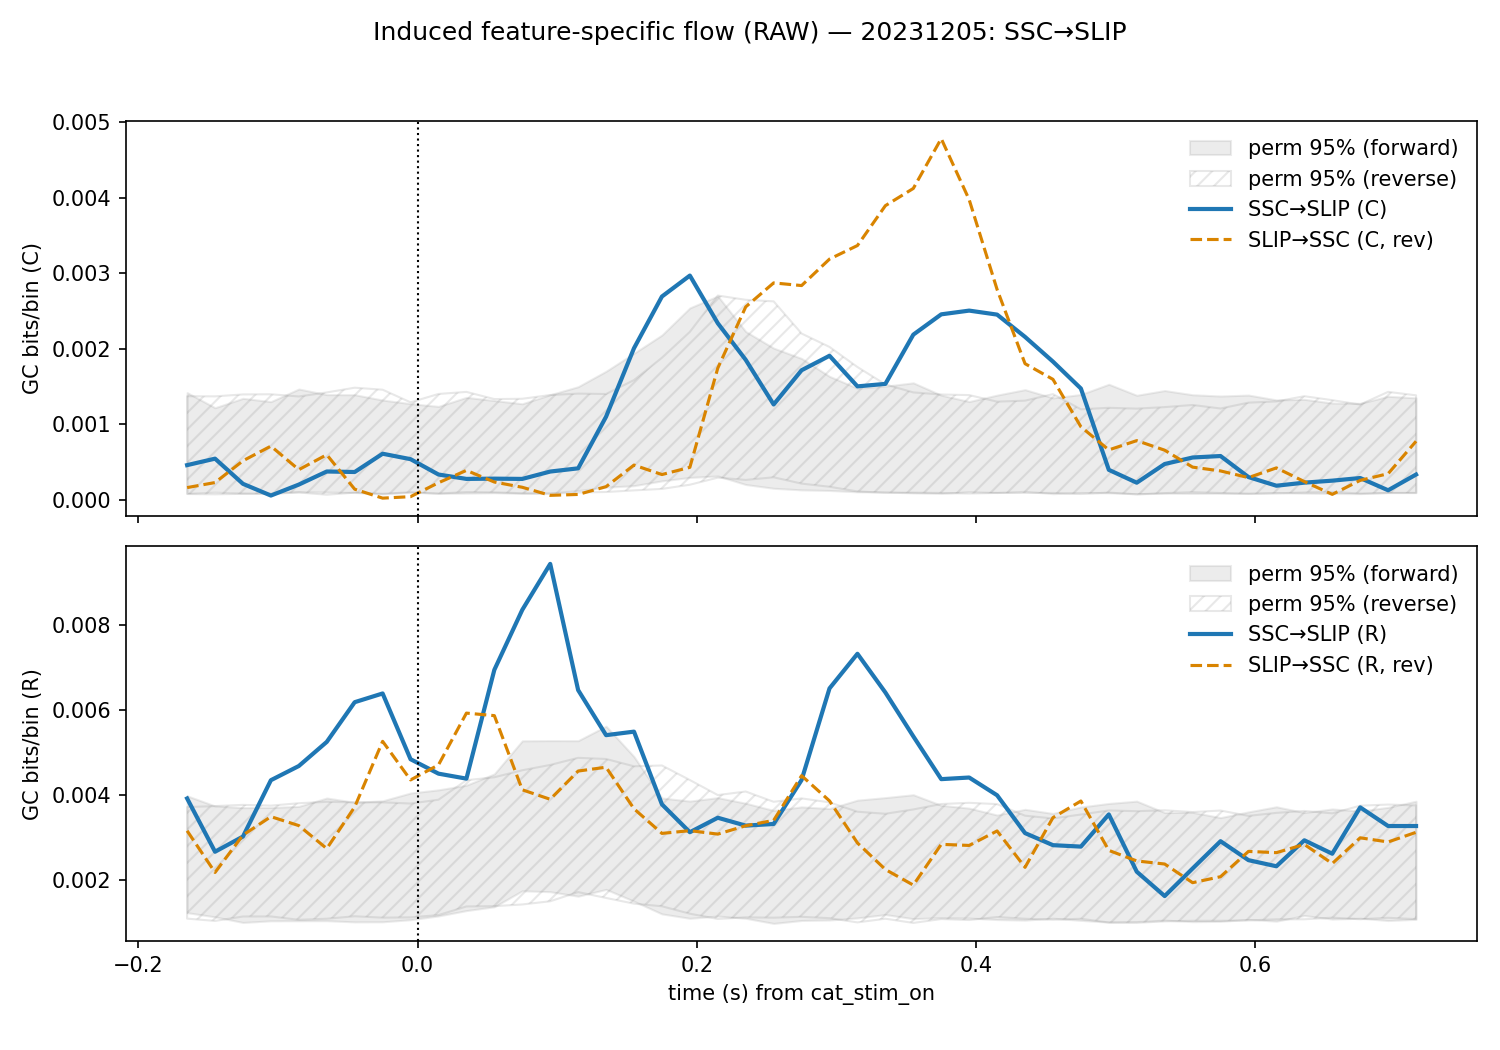 Induced feature-specific flow (RAW) — 20231205: SSC→SLIP
GC bits/bin (C)
0.005
0.004
0.003
0.002
0.001
0.000
perm 95% (forward)
perm 95% (reverse)
SSC→SLIP (C)
SLIP→SSC (C, rev)
GC bits/bin (R)
0.008
0.006
0.004
0.002
perm 95% (forward)
perm 95% (reverse)
SSC→SLIP (R)
SLIP→SSC (R, rev)
−0.2 0.0 0.2 0.4 0.6
time (s) from cat_stim_on